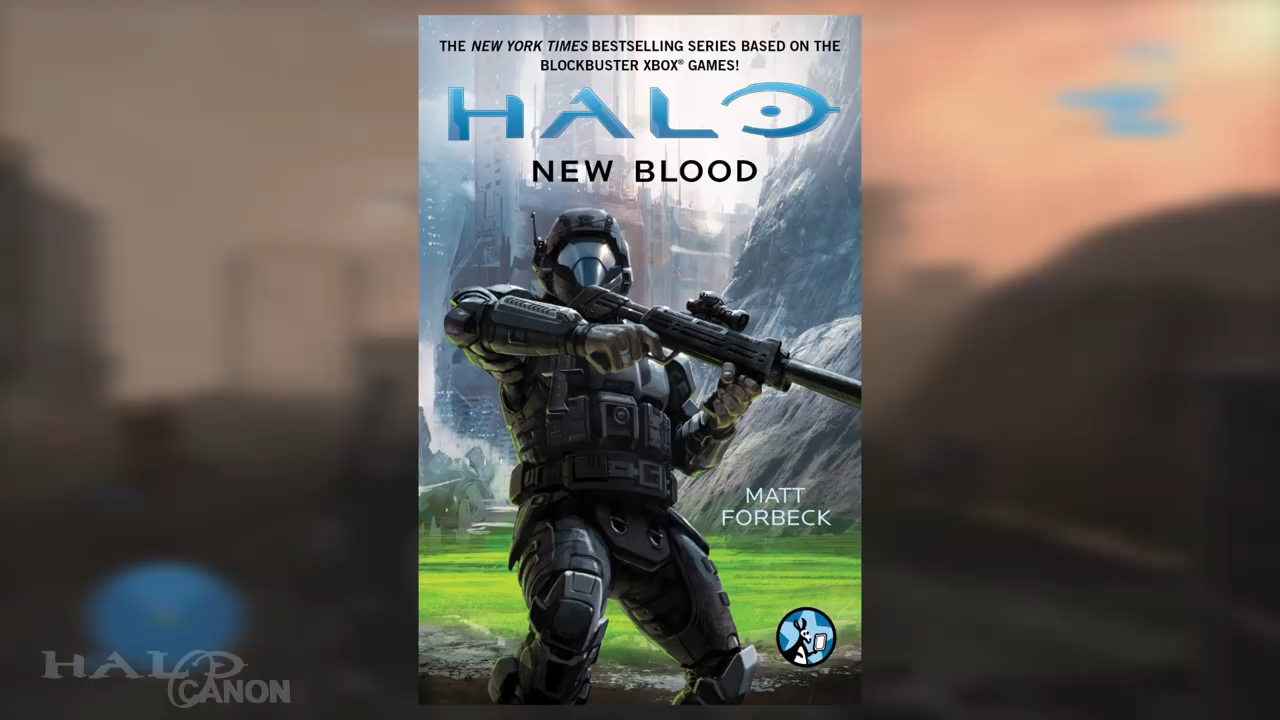 THE NEW YORK TIMES BESTSELLING SERIES BASED ON THE
BLOCKBUSTER XBOX® GAMES!
HALO
NEW BLOOD
MATT
FORBECK
HALO
CANON